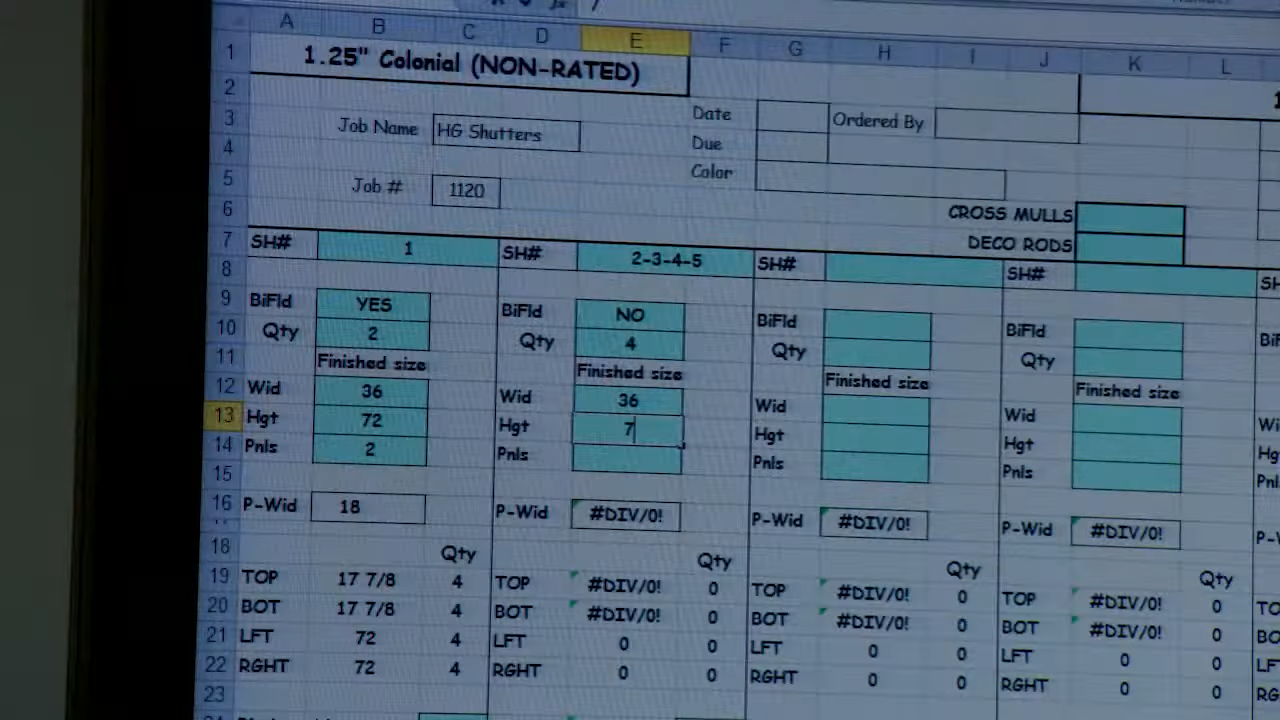 A B C D E F G H I J K L
1 1.25" Colonial (NON-RATED)
2
3 Job Name HG Shutters Date Ordered By
4 Due
5 Job # 1120 Color
6 CROSS MULLS
7 SH# 1 SH# 2-3-4-5 SH# DECO RODS SH#
8
9 BiFld YES BiFld NO BiFld BiFld
10 Qty 2 Qty 4 Qty Qty
11 Finished size Finished size Finished size Finished size
12 Wid 36 Wid 36 Wid Wid
13 Hgt 72 Hgt 7 Hgt Hgt
14 Pnls 2 Pnls Pnls Pnls
15
16 P-Wid 18 P-Wid #DIV/0! P-Wid #DIV/0! P-Wid #DIV/0!
18 Qty Qty Qty Qty
19 TOP 17 7/8 4 TOP #DIV/0! 0 TOP #DIV/0! 0 TOP #DIV/0! 0
20 BOT 17 7/8 4 BOT #DIV/0! 0 BOT #DIV/0! 0 BOT #DIV/0! 0
21 LFT 72 4 LFT 0 0 LFT 0 0 LFT 0 0
22 RGHT 72 4 RGHT 0 0 RGHT 0 0 RGHT 0 0
23